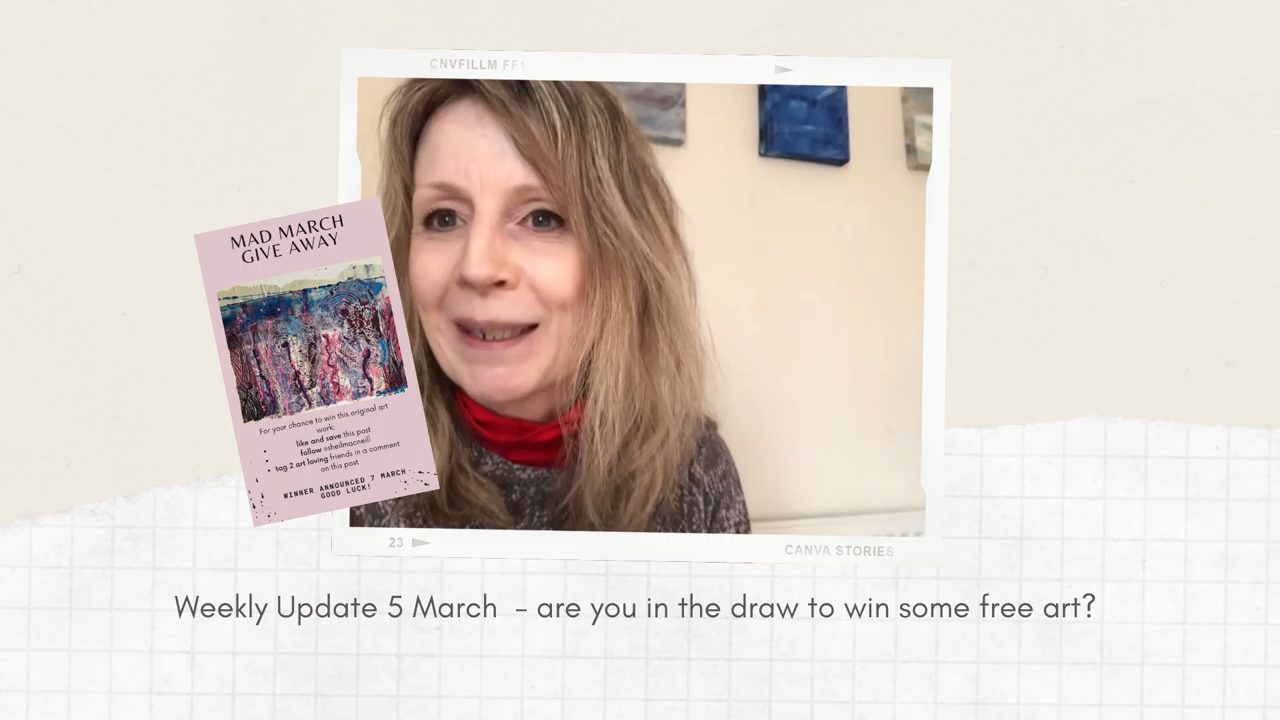 CNVFILLM FF1
MAD MARCH
GIVE AWAY
For your chance to win this original art
work:
• like and save this post
• follow @sheilmacneill
• tag 2 art loving friends in a comment
on this post
WINNER ANNOUNCED 7 MARCH
GOOD LUCK!
23
CANVA STORIES
Weekly Update 5 March - are you in the draw to win some free art?